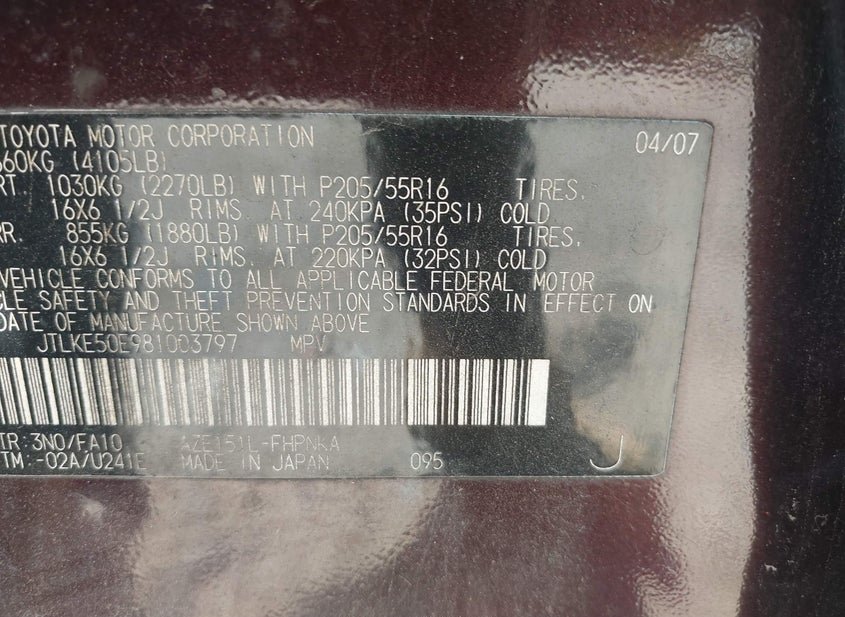 TOYOTA MOTOR CORPORATION 04/07
660KG (4105LB)
RT. 1030KG (2270LB) WITH P205/55R16 TIRES,
16X6 1/2J RIMS, AT 240KPA (35PSI) COLD
RR. 855KG (1880LB) WITH P205/55R16 TIRES,
16X6 1/2J RIMS, AT 220KPA (32PSI) COLD
VEHICLE CONFORMS TO ALL APPLICABLE FEDERAL MOTOR
CLE SAFETY AND THEFT PREVENTION STANDARDS IN EFFECT ON
DATE OF MANUFACTURE SHOWN ABOVE
JTLKE50E981003797 MPV
TR:3N0/FA10 AZE151L-FHPNKA
TM:-02A/U241E MADE IN JAPAN 095 J